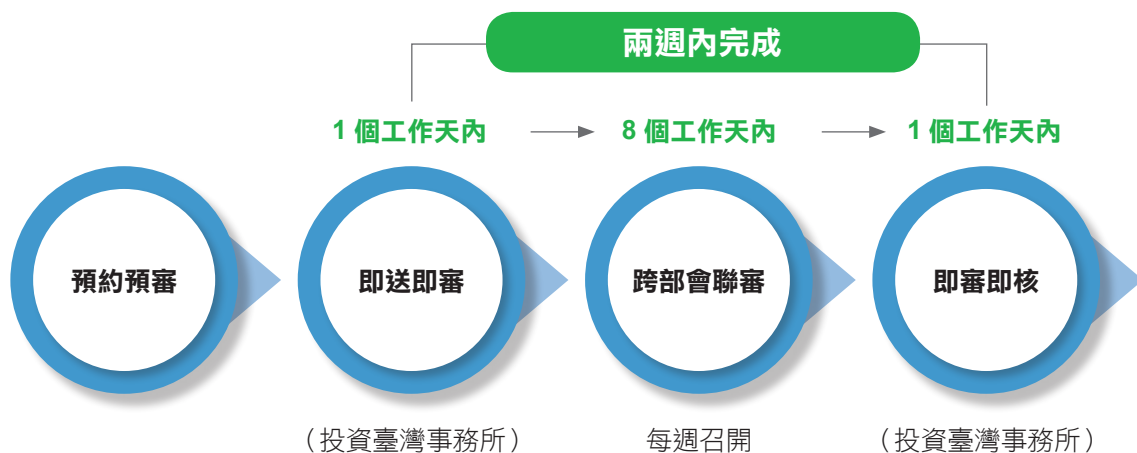 兩週內完成
1 個工作天內
8 個工作天內
1 個工作天內
預約預審
即送即審
跨部會聯審
即審即核
（投資臺灣事務所）
每週召開
（投資臺灣事務所）